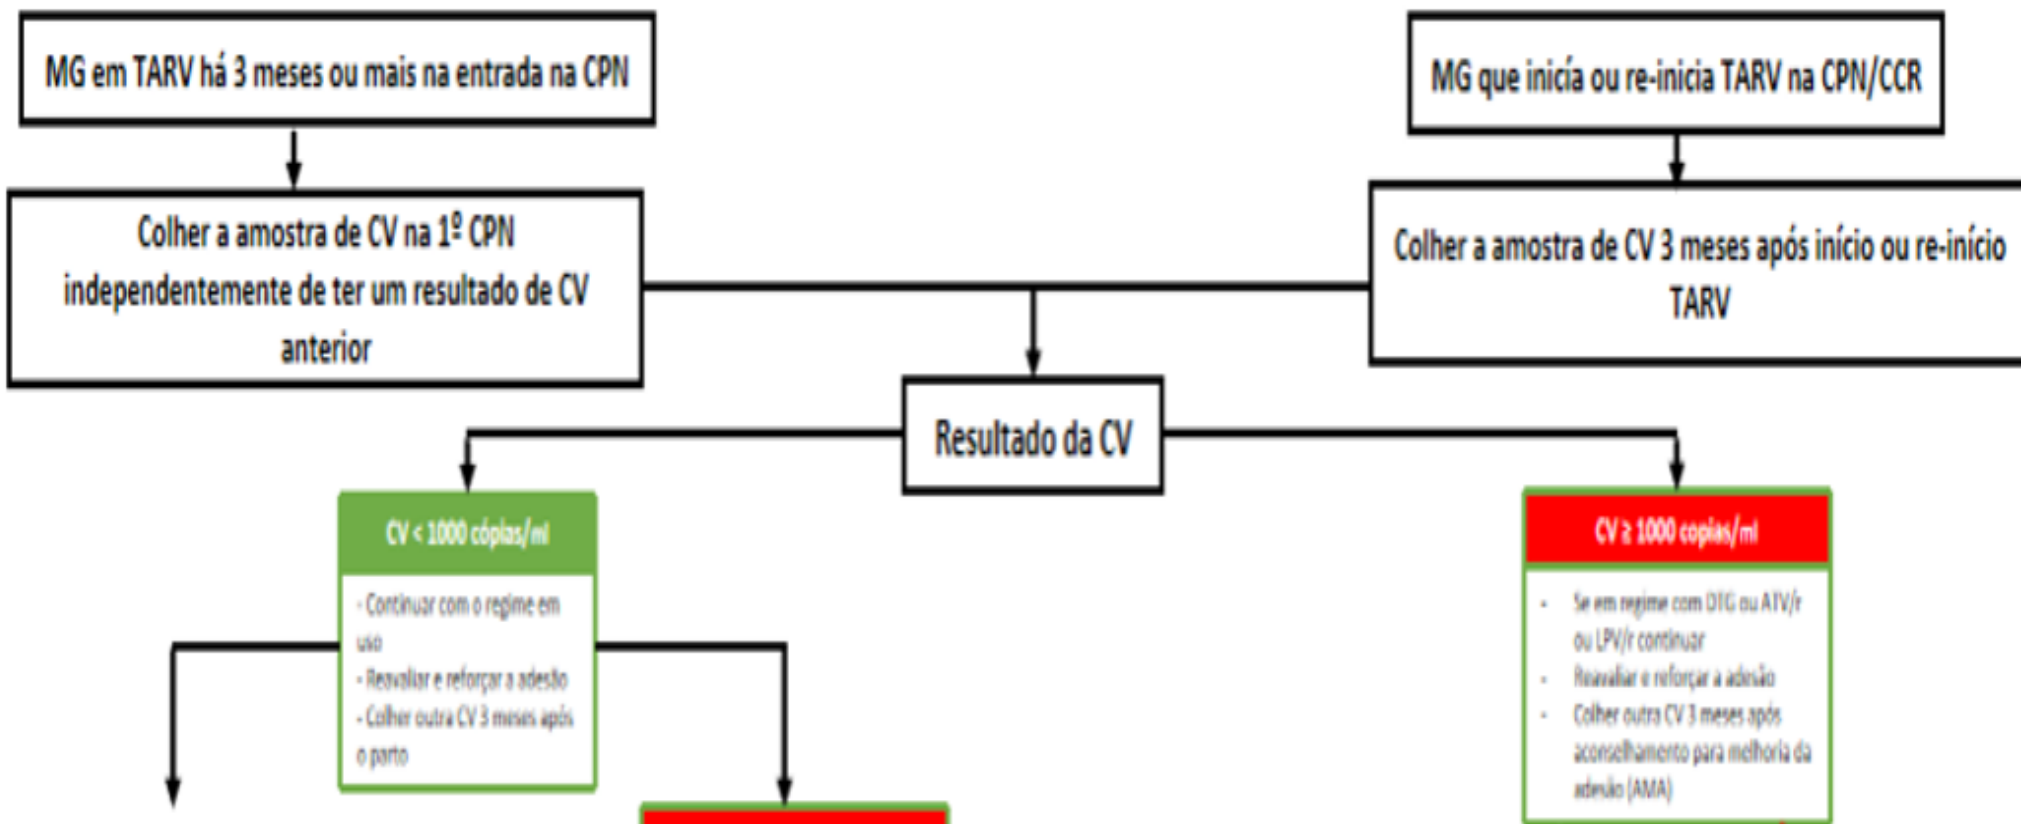 MG em TARV há 3 meses ou mais na entrada na CPN
MG que inicía ou re-inicia TARV na CPN/CCR
Colher a amostra de CV na 1º CPN
independentemente de ter um resultado de CV
anterior
Colher a amostra de CV 3 meses após início ou re-início
TARV
Resultado da CV
CV < 1000 cópias/ml
- Continuar com o regime em
uso
- Reavaliar e reforçar a adesão
- Colher outra CV 3 meses após
o parto
CV ≥ 1000 copias/ml
- Se em regime com DTG ou ATV/r
ou LPV/r continuar
- Reavaliar e reforçar a adesão
- Colher outra CV 3 meses após
aconselhamento para melhoria da
adesão (AMA)